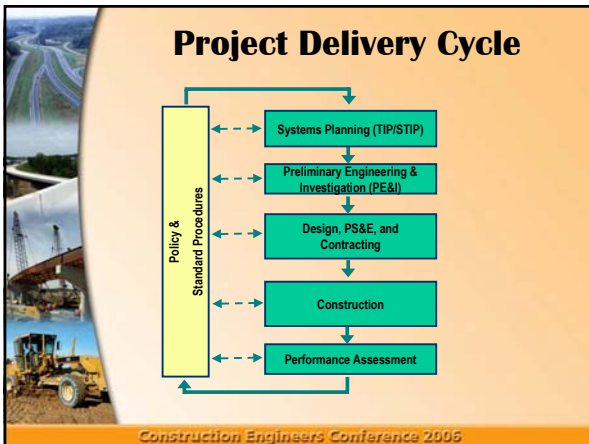 Project Delivery Cycle
Policy &
Standard Procedures
Systems Planning (TIP/STIP)
Preliminary Engineering &
Investigation (PE&I)
Design, PS&E, and
Contracting
Construction
Performance Assessment
Construction Engineers Conference 2006